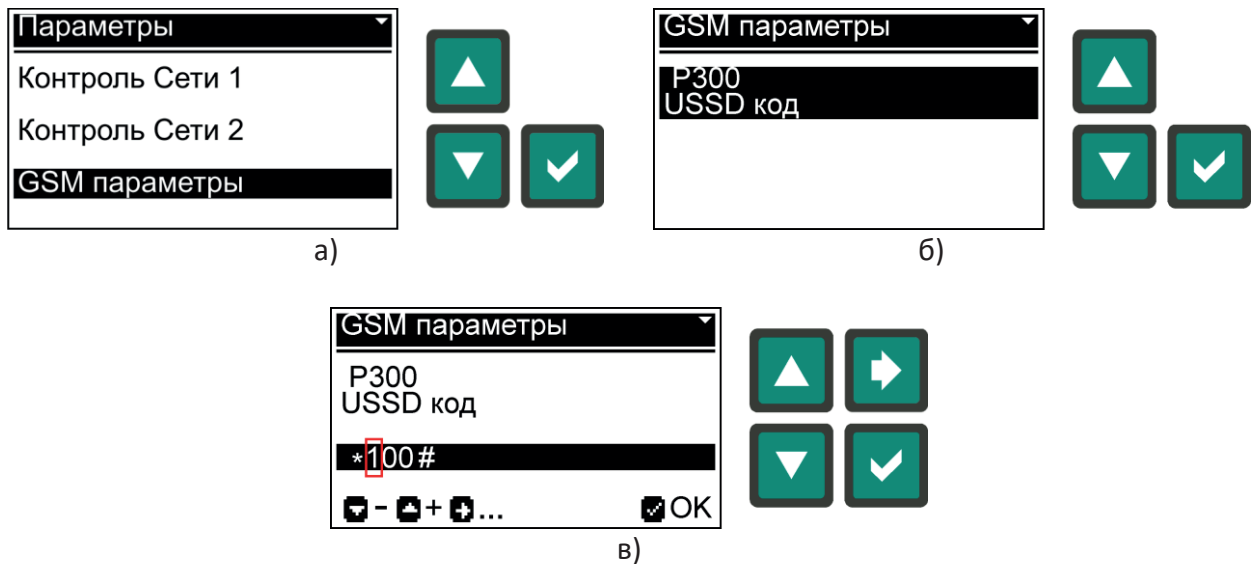 Параметры
Контроль Сети 1
Контроль Сети 2
GSM параметры
а)
GSM параметры
P300
USSD код
б)
GSM параметры
P300
USSD код
*100#
- + ...
OK
в)